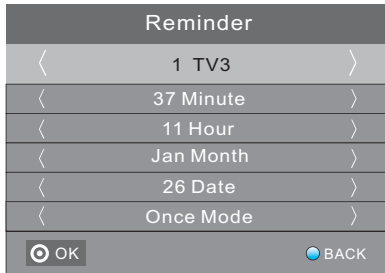 Reminder
1 TV3
37 Minute
11 Hour
Jan Month
26 Date
Once Mode
OK BACK